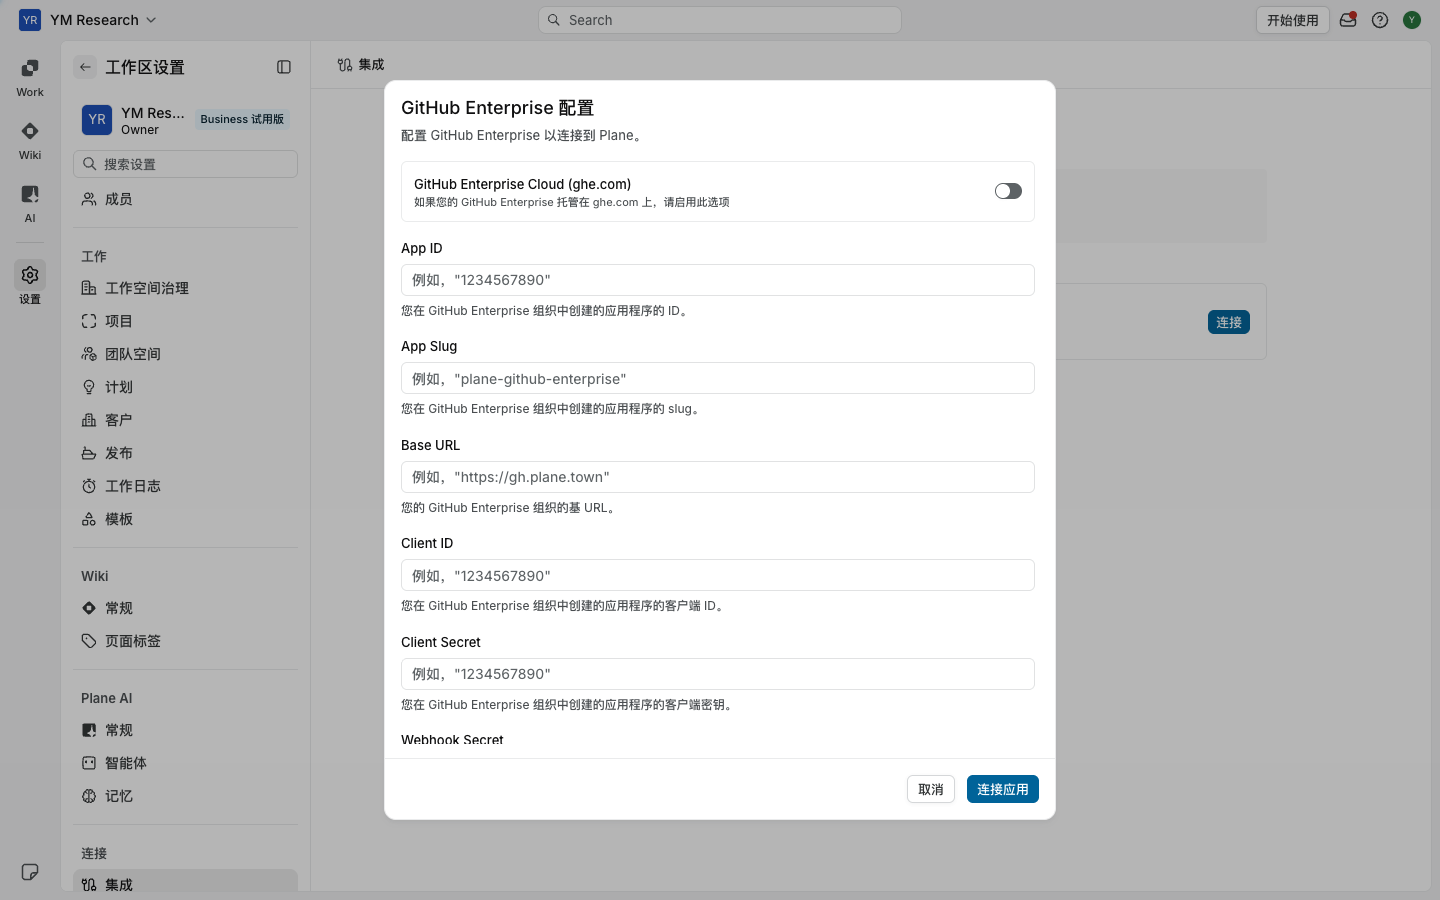 YR
YM Research
Search
开始使用
Y
Work
Wiki
AI
设置
工作区设置
YR
YM Res...
Owner
Business 试用版
搜索设置
成员
工作
工作空间治理
项目
团队空间
计划
客户
发布
工作日志
模板
Wiki
常规
页面标签
Plane AI
常规
智能体
记忆
连接
集成
集成
连接
GitHub Enterprise 配置
配置 GitHub Enterprise 以连接到 Plane。
GitHub Enterprise Cloud (ghe.com)
如果您的 GitHub Enterprise 托管在 ghe.com 上，请启用此选项
App ID
例如，"1234567890"
您在 GitHub Enterprise 组织中创建的应用程序的 ID。
App Slug
例如，"plane-github-enterprise"
您在 GitHub Enterprise 组织中创建的应用程序的 slug。
Base URL
例如，"https://gh.plane.town"
您的 GitHub Enterprise 组织的基 URL。
Client ID
例如，"1234567890"
您在 GitHub Enterprise 组织中创建的应用程序的客户端 ID。
Client Secret
例如，"1234567890"
您在 GitHub Enterprise 组织中创建的应用程序的客户端密钥。
Webhook Secret
取消
连接应用